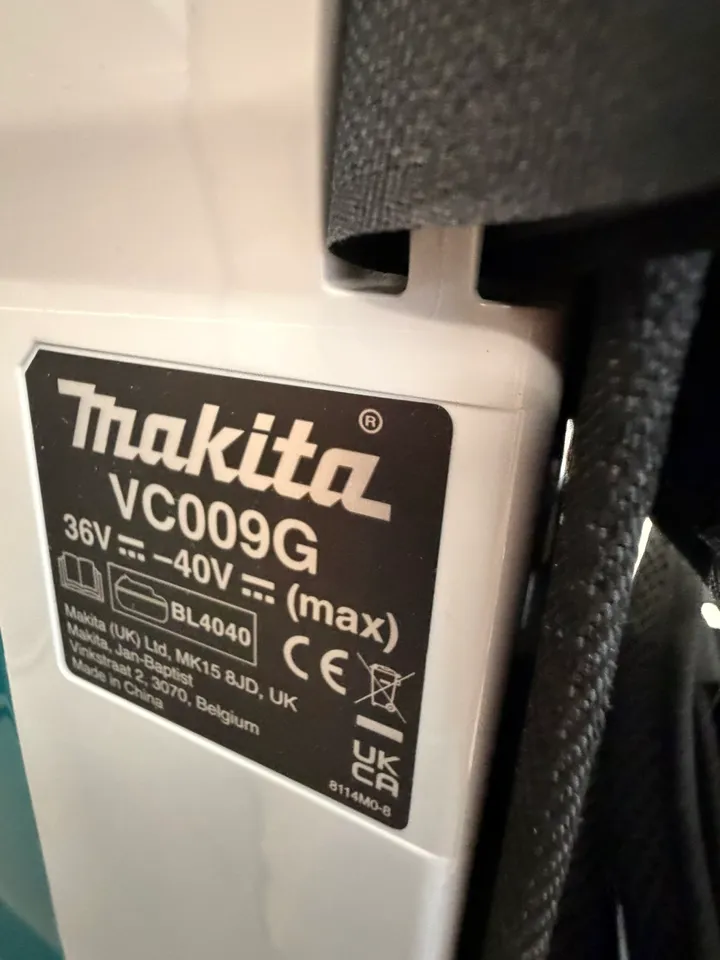 makita®
VC009G
36V ⎓ –40V ⎓ (max)
BL4040
Makita (UK) Ltd, MK15 8JD, UK
Makita, Jan-Baptist
Vinkstraat 2, 3070, Belgium
Made in China
CE
UK
CA
8114M0-8